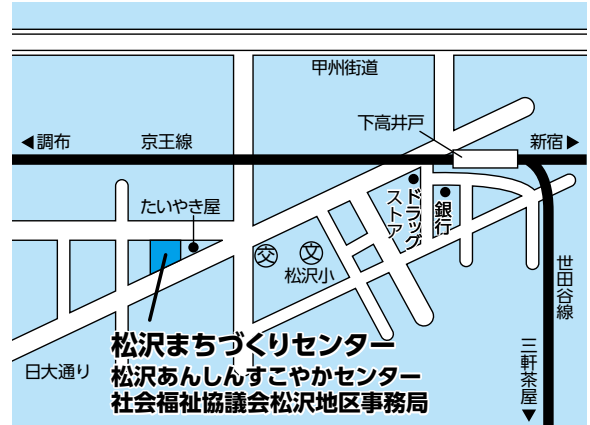 甲州街道
下高井戸
◀調布
京王線
新宿▶
たいやき屋
ドラッグ
ストア
銀行
交
文
松沢小
世田谷線
松沢まちづくりセンター
日大通り
松沢あんしんすこやかセンター
社会福祉協議会松沢地区事務局
三軒茶屋▼